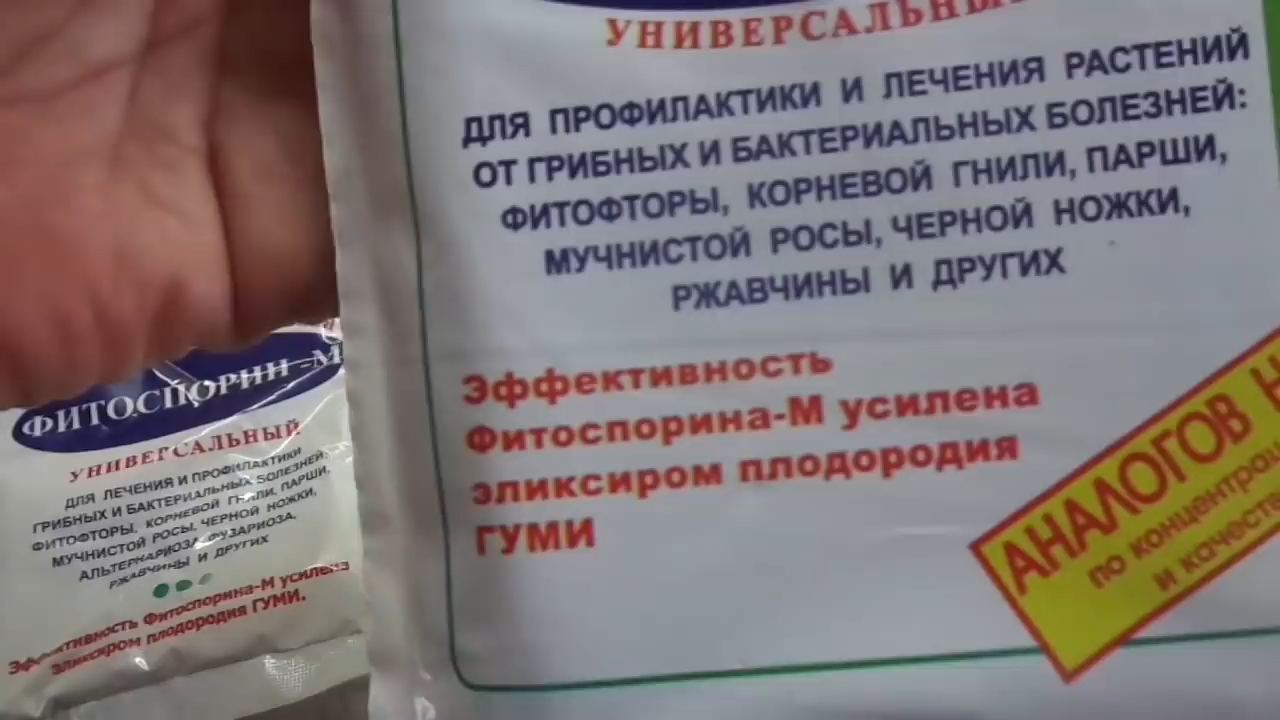 УНИВЕРСАЛЬНЫ
ДЛЯ ПРОФИЛАКТИКИ И ЛЕЧЕНИЯ РАСТЕНИЙ
ОТ ГРИБНЫХ И БАКТЕРИАЛЬНЫХ БОЛЕЗНЕЙ:
ФИТОФТОРЫ, КОРНЕВОЙ ГНИЛИ, ПАРШИ,
МУЧНИСТОЙ РОСЫ, ЧЕРНОЙ НОЖКИ,
РЖАВЧИНЫ И ДРУГИХ
Эффективность
Фитоспорина-М усилена
эликсиром плодородия
ГУМИ
АНАЛОГОВ Н
по концентрац
и качеств
ФИТОСПОРИН-М
УНИВЕРСАЛЬНЫЙ
ДЛЯ ЛЕЧЕНИЯ И ПРОФИЛАКТИКИ
ГРИБНЫХ И БАКТЕРИАЛЬНЫХ БОЛЕЗНЕЙ:
ФИТОФТОРЫ, КОРНЕВОЙ ГНИЛИ, ПАРШИ,
МУЧНИСТОЙ РОСЫ, ЧЕРНОЙ НОЖКИ,
АЛЬТЕРНАРИОЗА, ФУЗАРИОЗА,
РЖАВЧИНЫ И ДРУГИХ
Эффективность Фитоспорина-М усилена
эликсиром плодородия ГУМИ.